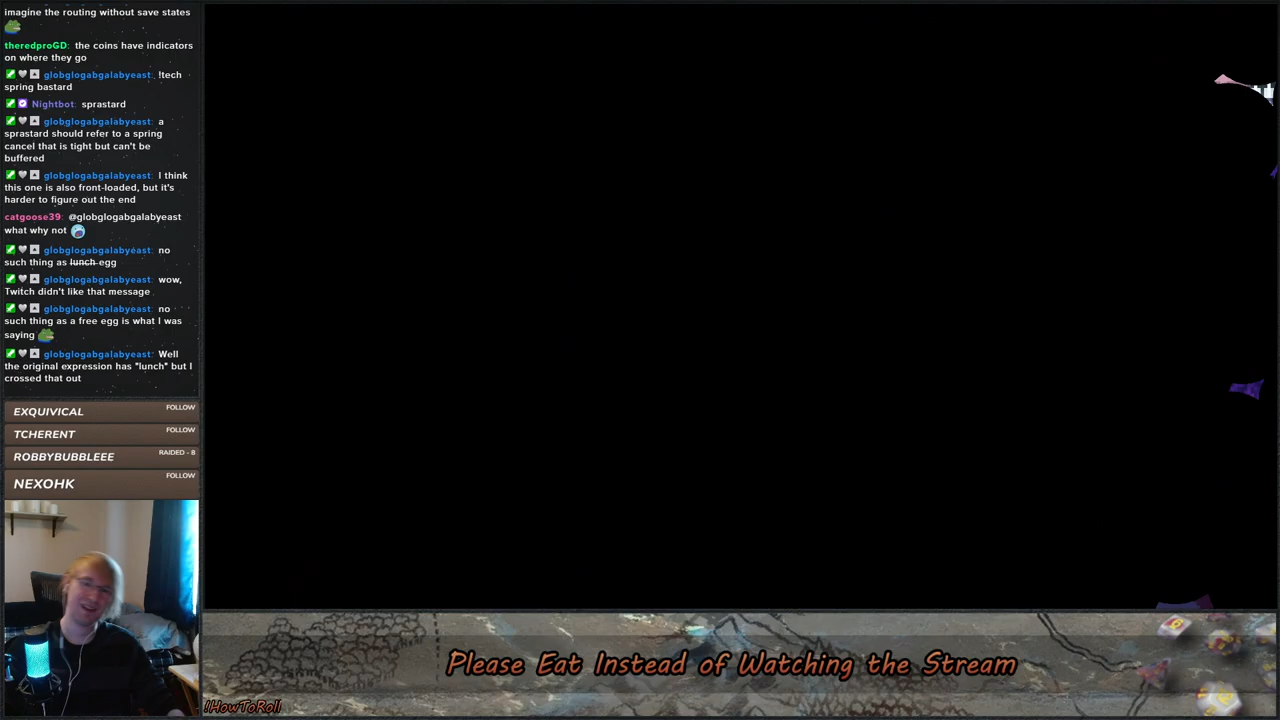 imagine the routing without save states
theredproGD: the coins have indicators
on where they go
globglogabgalabyeast: !tech
spring bastard
Nightbot: sprastard
globglogabgalabyeast: a
sprastard should refer to a spring
cancel that is tight but can't be
buffered
globglogabgalabyeast: I think
this one is also front-loaded, but it's
harder to figure out the end
catgoose39: @globglogabgalabyeast
what why not
globglogabgalabyeast: no
such thing as lunch egg
globglogabgalabyeast: wow,
Twitch didn't like that message
globglogabgalabyeast: no
such thing as a free egg is what I was
saying
globglogabgalabyeast: Well
the original expression has "lunch" but I
crossed that out
EXQUIVICAL FOLLOW
TCHERENT FOLLOW
ROBBYBUBBLEEE RAIDED - 8
NEXOHK FOLLOW
Please Eat Instead of Watching the Stream
!HowToRoll